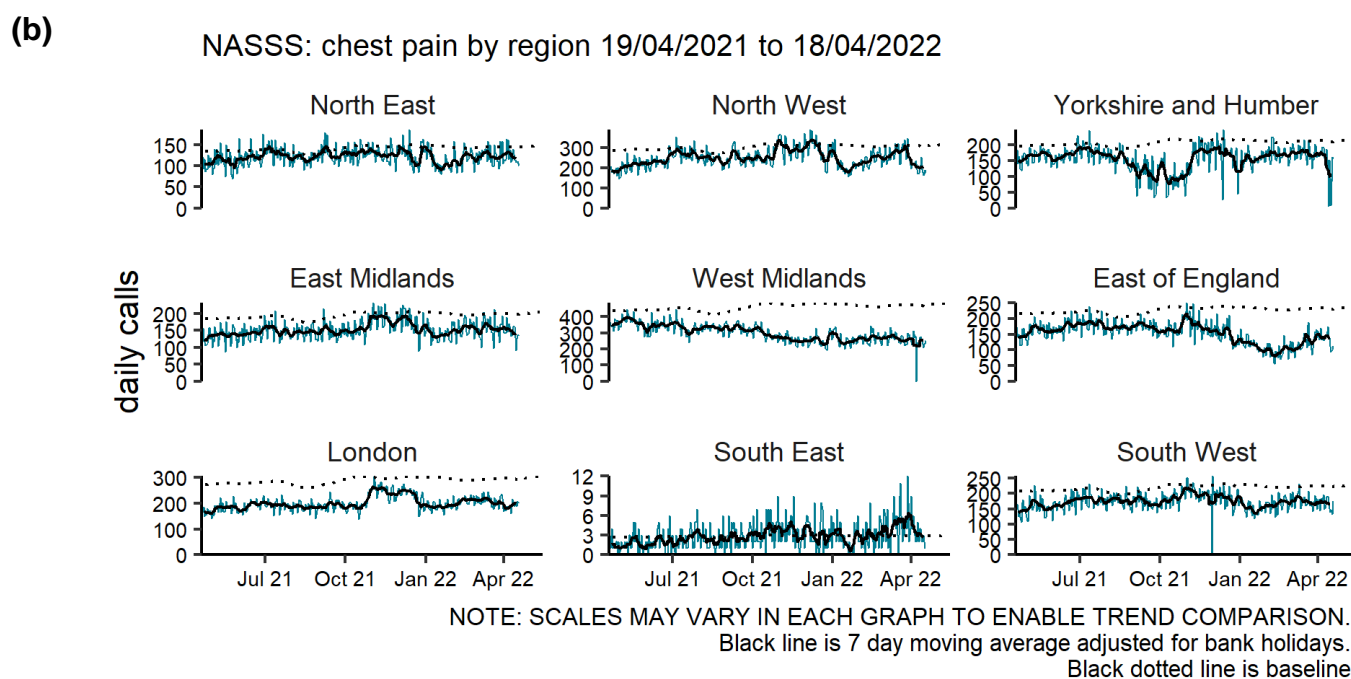 (b)
NASSS: chest pain by region 19/04/2021 to 18/04/2022
North East
North West
Yorkshire and Humber
150
100
50
0
300
200
100
0
200
150
100
50
0
East Midlands
West Midlands
East of England
daily calls
200
150
100
50
0
400
300
200
100
0
250
200
150
100
50
0
London
South East
South West
300
200
100
0
12
9
6
3
0
250
200
150
100
50
0
Jul 21 Oct 21 Jan 22 Apr 22
Jul 21 Oct 21 Jan 22 Apr 22
Jul 21 Oct 21 Jan 22 Apr 22
NOTE: SCALES MAY VARY IN EACH GRAPH TO ENABLE TREND COMPARISON.
Black line is 7 day moving average adjusted for bank holidays.
Black dotted line is baseline